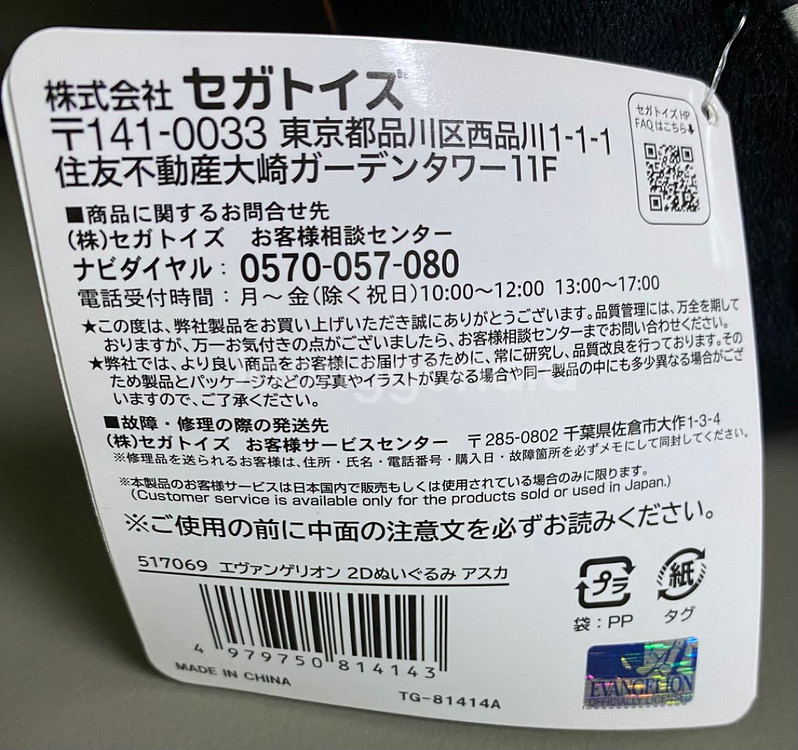 株式会社 セガトイズ
〒141-0033 東京都品川区西品川1-1-1
住友不動産大崎ガーデンタワー11F
セガトイズHP
FAQはこちら⬇
■商品に関するお問合せ先
(株)セガトイズ お客様相談センター
ナビダイヤル：0570-057-080
電話受付時間：月～金(除く祝日)10:00～12:00 13:00～17:00
★この度は、弊社製品をお買い上げいただき誠にありがとうございます。品質管理には、万全を期して
おりますが、万一お気付きの点がございましたら、お客様相談センターまでお問い合わせください。
★弊社では、より良い商品をお客様にお届けするために、常に研究し、品質改良を行っております。その
ため製品とパッケージなどの写真やイラストが異なる場合や同一製品の中にも多少異なる場合がござ
いますので、ご了承ください。
■故障・修理の際の発送先
(株)セガトイズ お客様サービスセンター 〒285-0802 千葉県佐倉市大作1-3-4
※修理品を送られるお客様は、住所・氏名・電話番号・購入日・故障箇所を必ずメモにして同封してください。
※本製品のお客様サービスは日本国内で販売もしくは使用されている場合のみに限ります。
(Customer service is available only for the products sold or used in Japan.)
※ご使用の前に中面の注意文を必ずお読みください。
517069 エヴァンゲリオン 2Dぬいぐるみ アスカ
プラ
袋：PP
紙
タグ
4 979750 814143
MADE IN CHINA
TG-81414A
EVANGELION
OFFICIALLY LICENSED